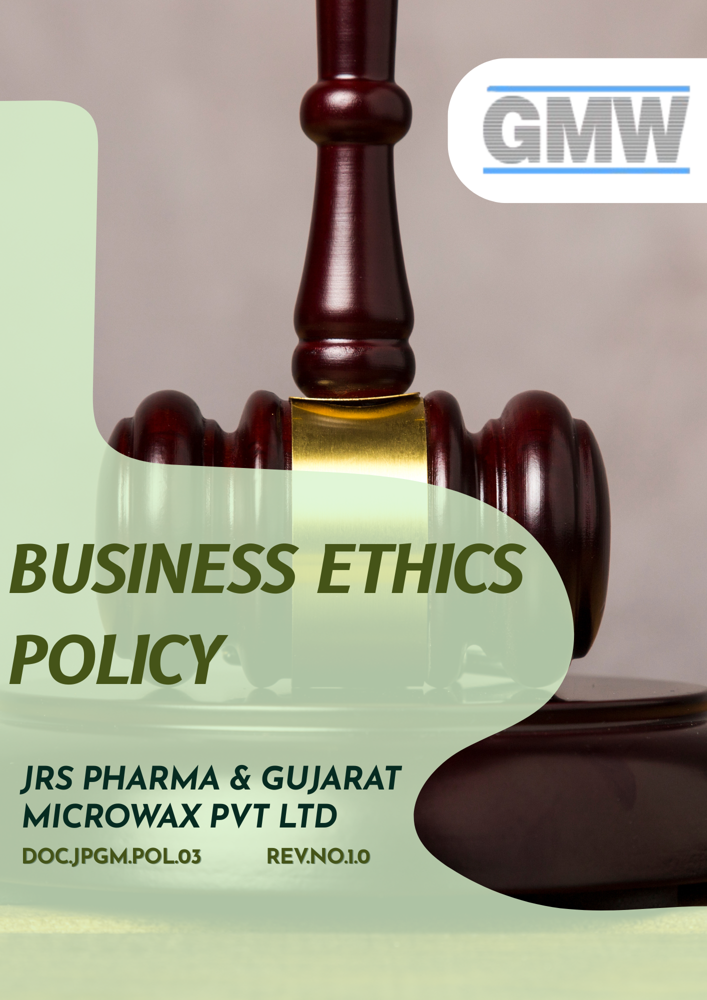 GMW
BUSINESS ETHICS
POLICY
JRS PHARMA & GUJARAT
MICROWAX PVT LTD
DOC.JPGM.POL.03 REV.NO.1.0